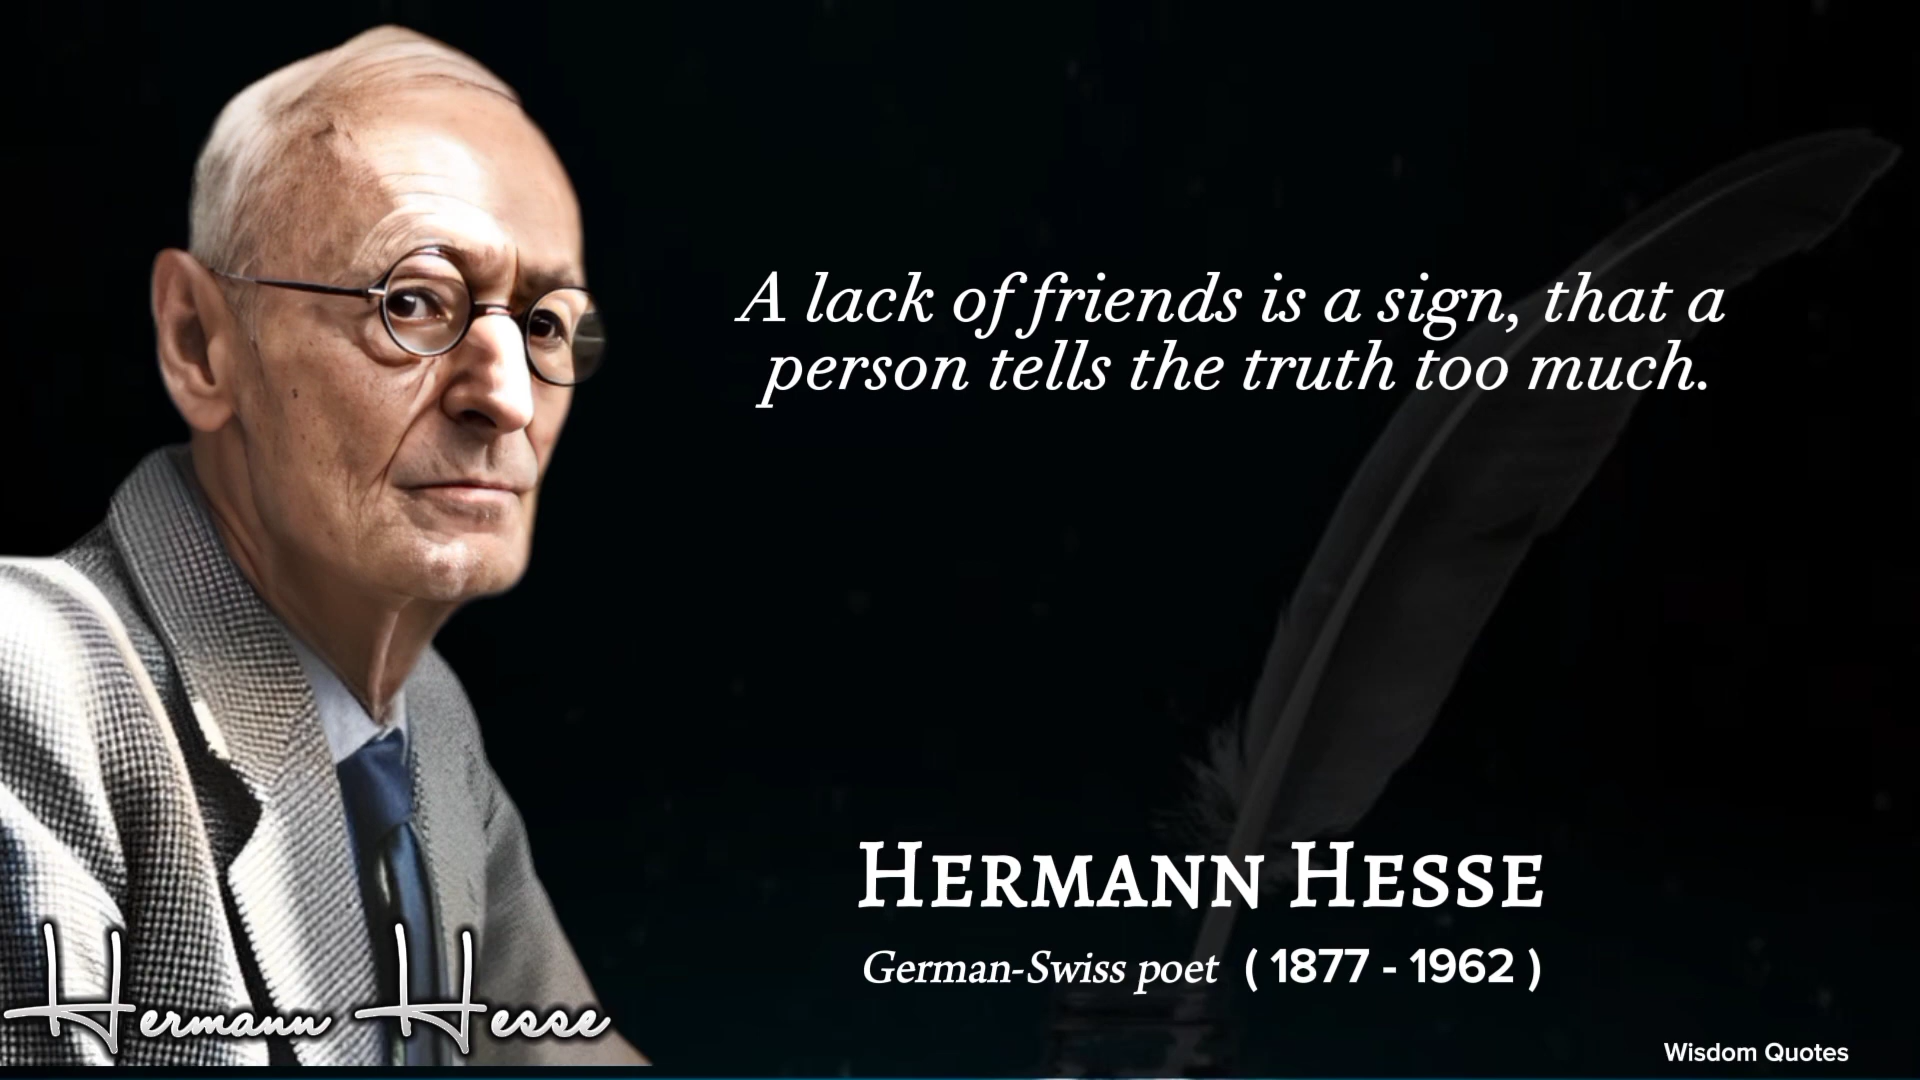 A lack of friends is a sign, that a
person tells the truth too much.
HERMANN HESSE
German-Swiss poet ( 1877 - 1962 )
Hermann Hesse
Wisdom Quotes